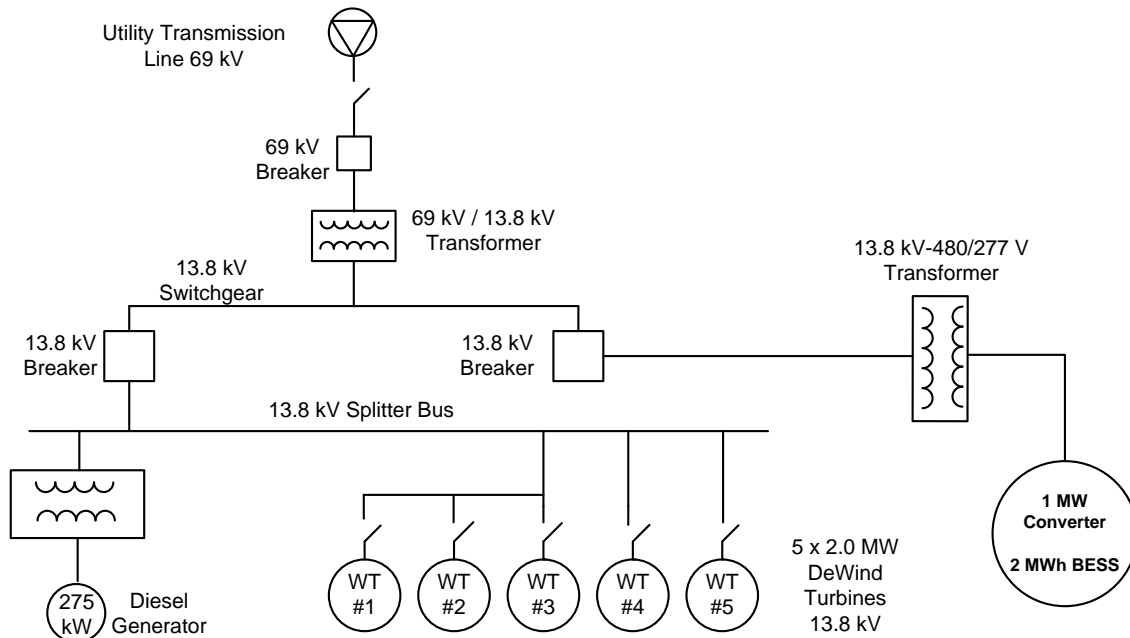 Utility Transmission
Line 69 kV
69 kV
Breaker
69 kV / 13.8 kV
Transformer
13.8 kV-480/277 V
Transformer
13.8 kV
Switchgear
13.8 kV
Breaker
13.8 kV
Breaker
13.8 kV Splitter Bus
1 MW
Converter
2 MWh BESS
275
kW
Diesel
Generator
WT
#1
WT
#2
WT
#3
WT
#4
WT
#5
5 x 2.0 MW
DeWind
Turbines
13.8 kV